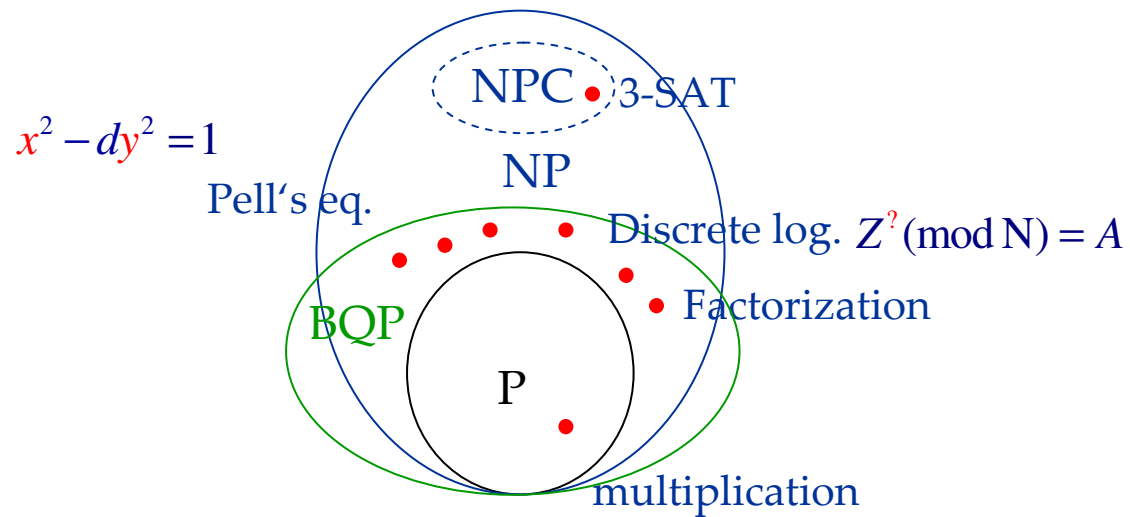 NPC 3-SAT
x² − dy² = 1
NP
Pell‘s eq.
Discrete log. Z^?(mod N) = A
Factorization
BQP
P
multiplication